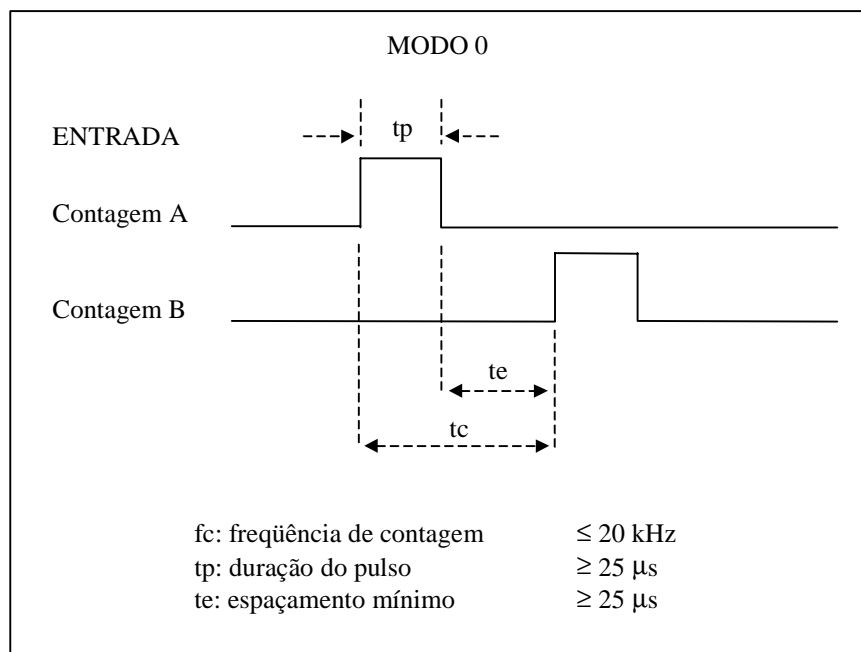 MODO 0
ENTRADA
tp
Contagem A
Contagem B
te
tc
fc: freqüência de contagem ≤ 20 kHz
tp: duração do pulso ≥ 25 μs
te: espaçamento mínimo ≥ 25 μs